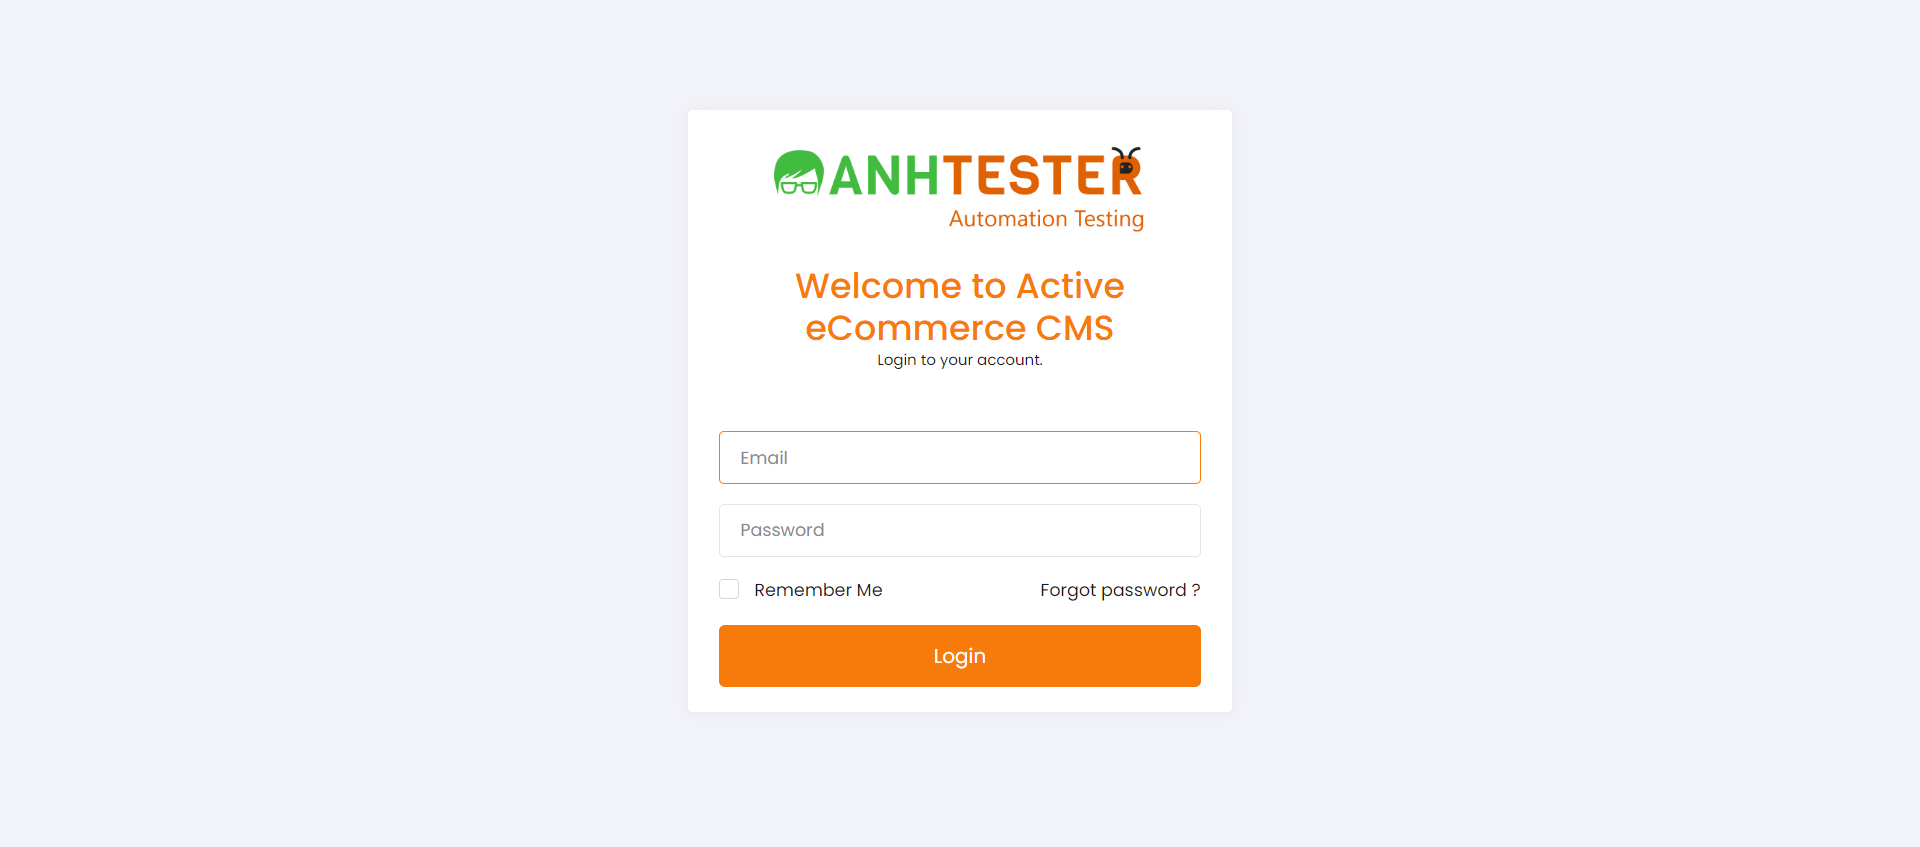 ANHTESTER
Automation Testing
Welcome to Active
eCommerce CMS
Login to your account.
Email
Password
Remember Me
Forgot password ?
Login